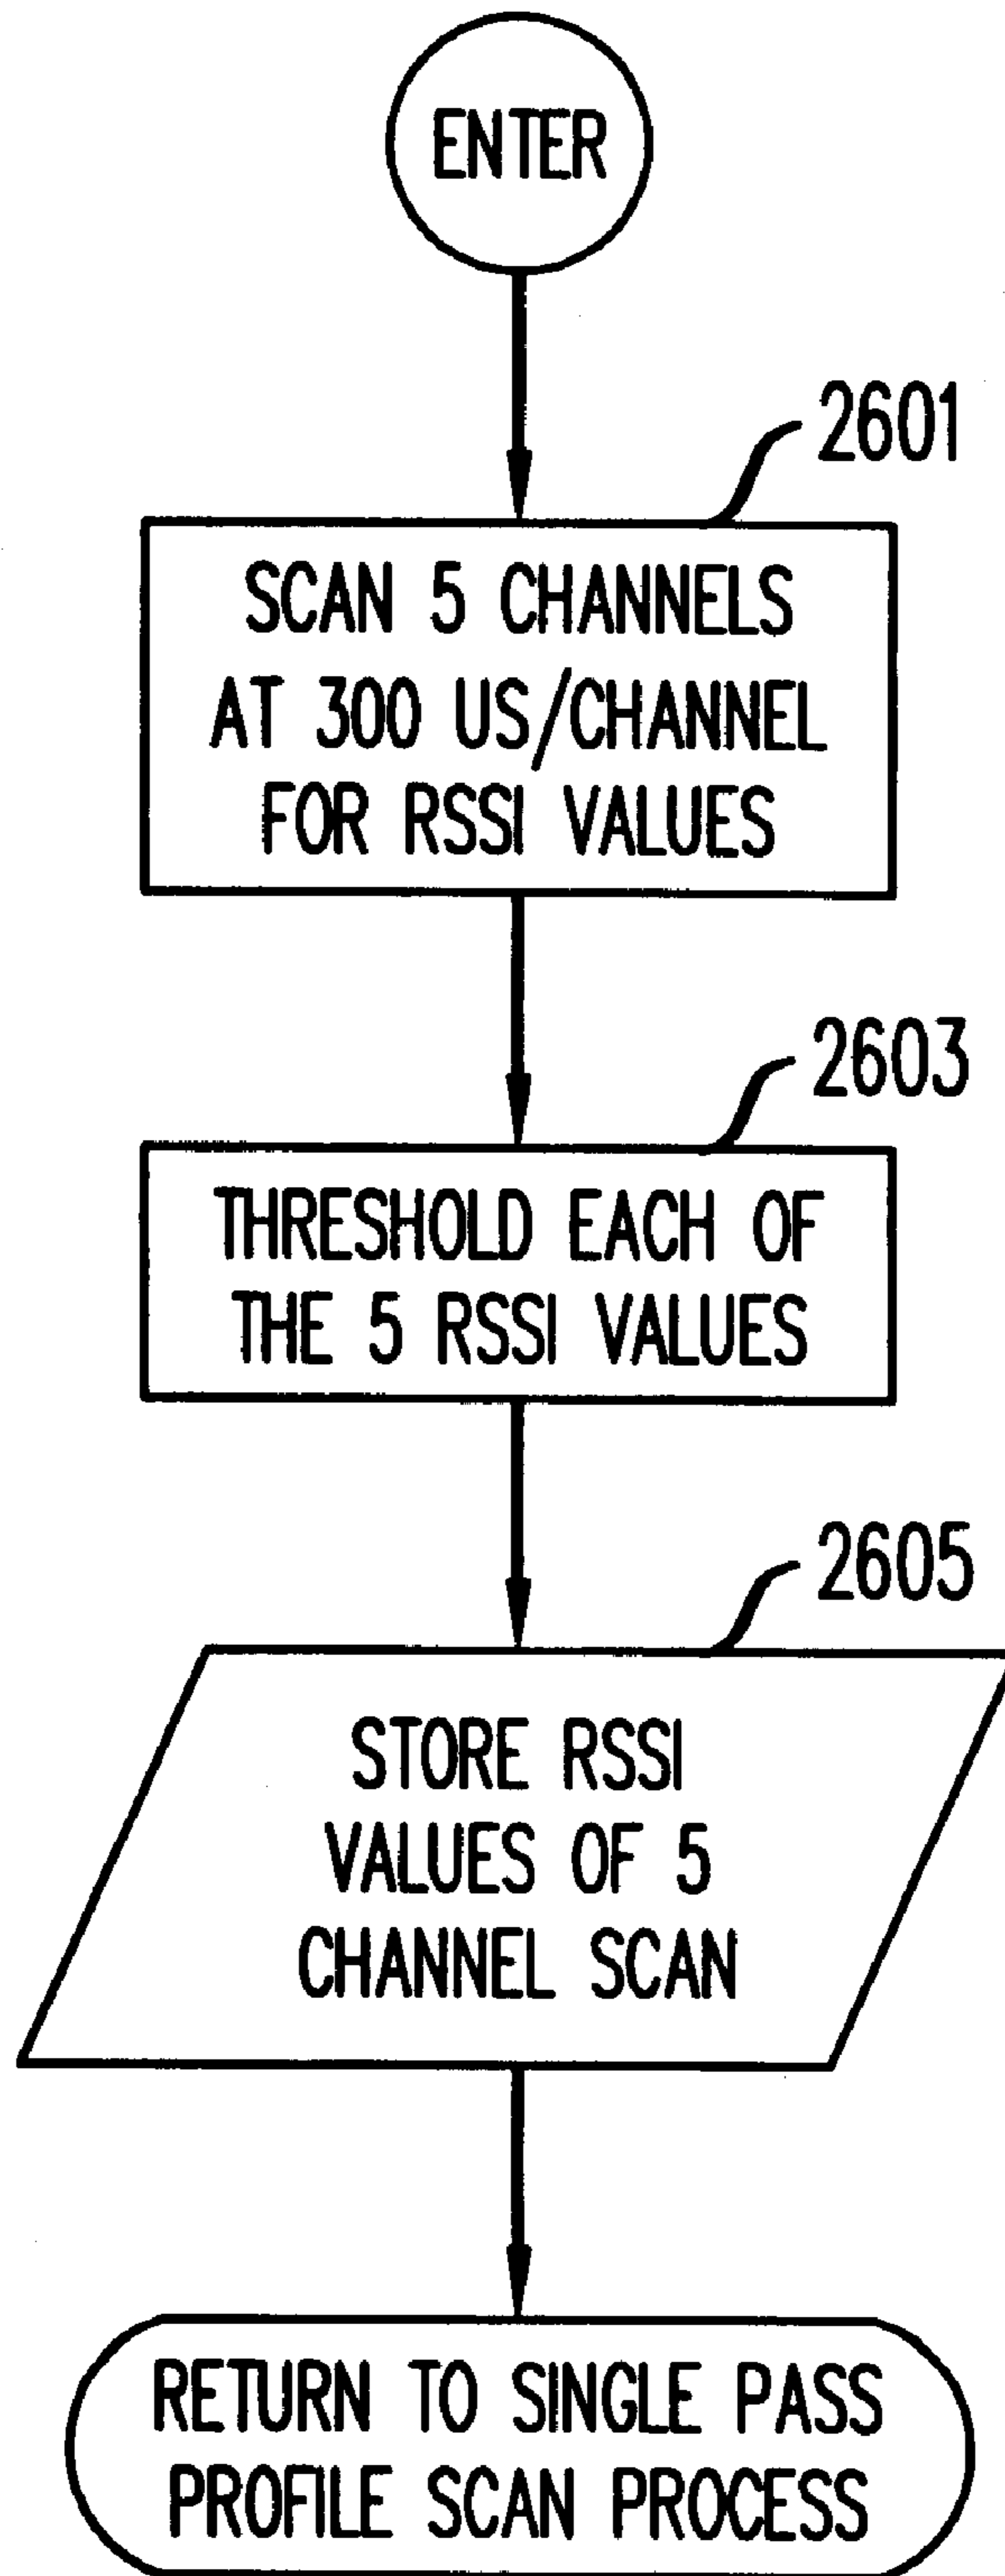 ENTER
2601
SCAN 5 CHANNELS
AT 300 US/CHANNEL
FOR RSSI VALUES
2603
THRESHOLD EACH OF
THE 5 RSSI VALUES
2605
STORE RSSI
VALUES OF 5
CHANNEL SCAN
RETURN TO SINGLE PASS
PROFILE SCAN PROCESS